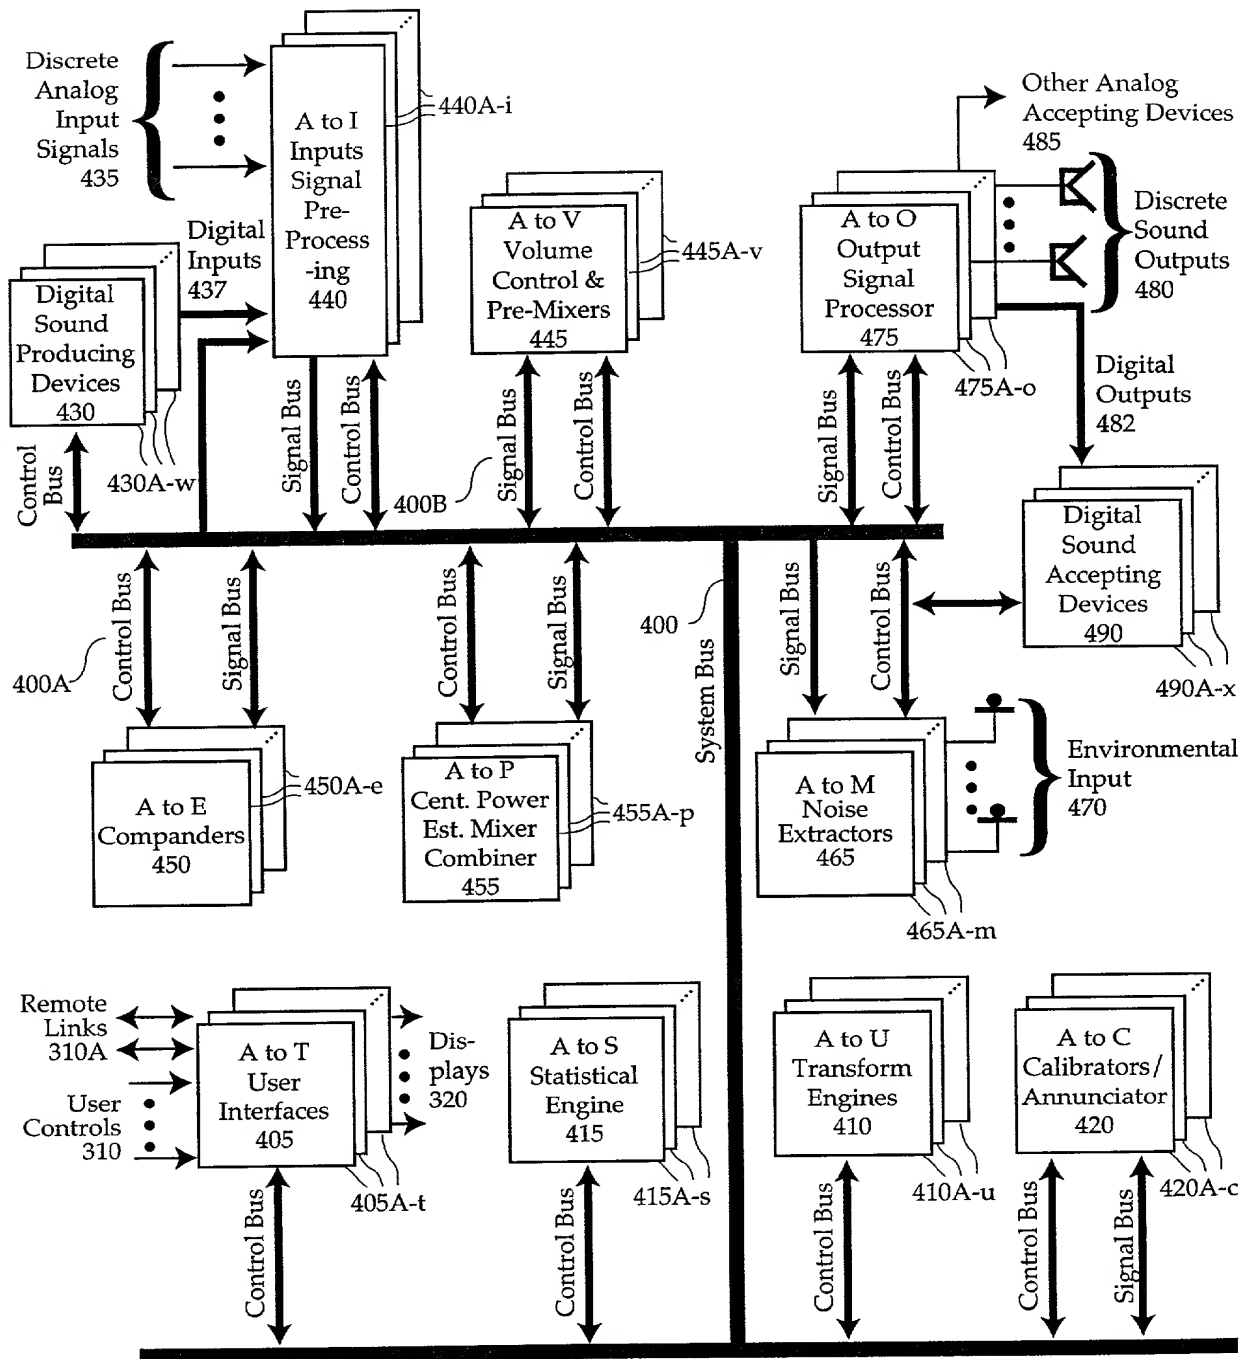 Discrete
Analog
Input
Signals
435
A to I
Inputs
Signal
Pre-
Process
-ing
440
440A-i
Digital
Inputs
437
Digital
Sound
Producing
Devices
430
430A-w
Control
Bus
Signal Bus
Control Bus
A to V
Volume
Control &
Pre-Mixers
445
445A-v
Signal Bus
Control Bus
400B
A to O
Output
Signal
Processor
475
475A-o
Signal Bus
Control Bus
Other Analog
Accepting Devices
485
Discrete
Sound
Outputs
480
Digital
Outputs
482
Digital
Sound
Accepting
Devices
490
490A-x
400A
Control Bus
Signal Bus
A to E
Companders
450
450A-e
Control Bus
Signal Bus
A to P
Cent. Power
Est. Mixer
Combiner
455
455A-p
400
System Bus
Signal Bus
Control Bus
A to M
Noise
Extractors
465
465A-m
Environmental
Input
470
Remote
Links
310A
User
Controls
310
A to T
User
Interfaces
405
405A-t
Dis-
plays
320
Control Bus
A to S
Statistical
Engine
415
415A-s
Control Bus
A to U
Transform
Engines
410
410A-u
Control Bus
A to C
Calibrators/
Annunciator
420
420A-c
Control Bus
Signal Bus